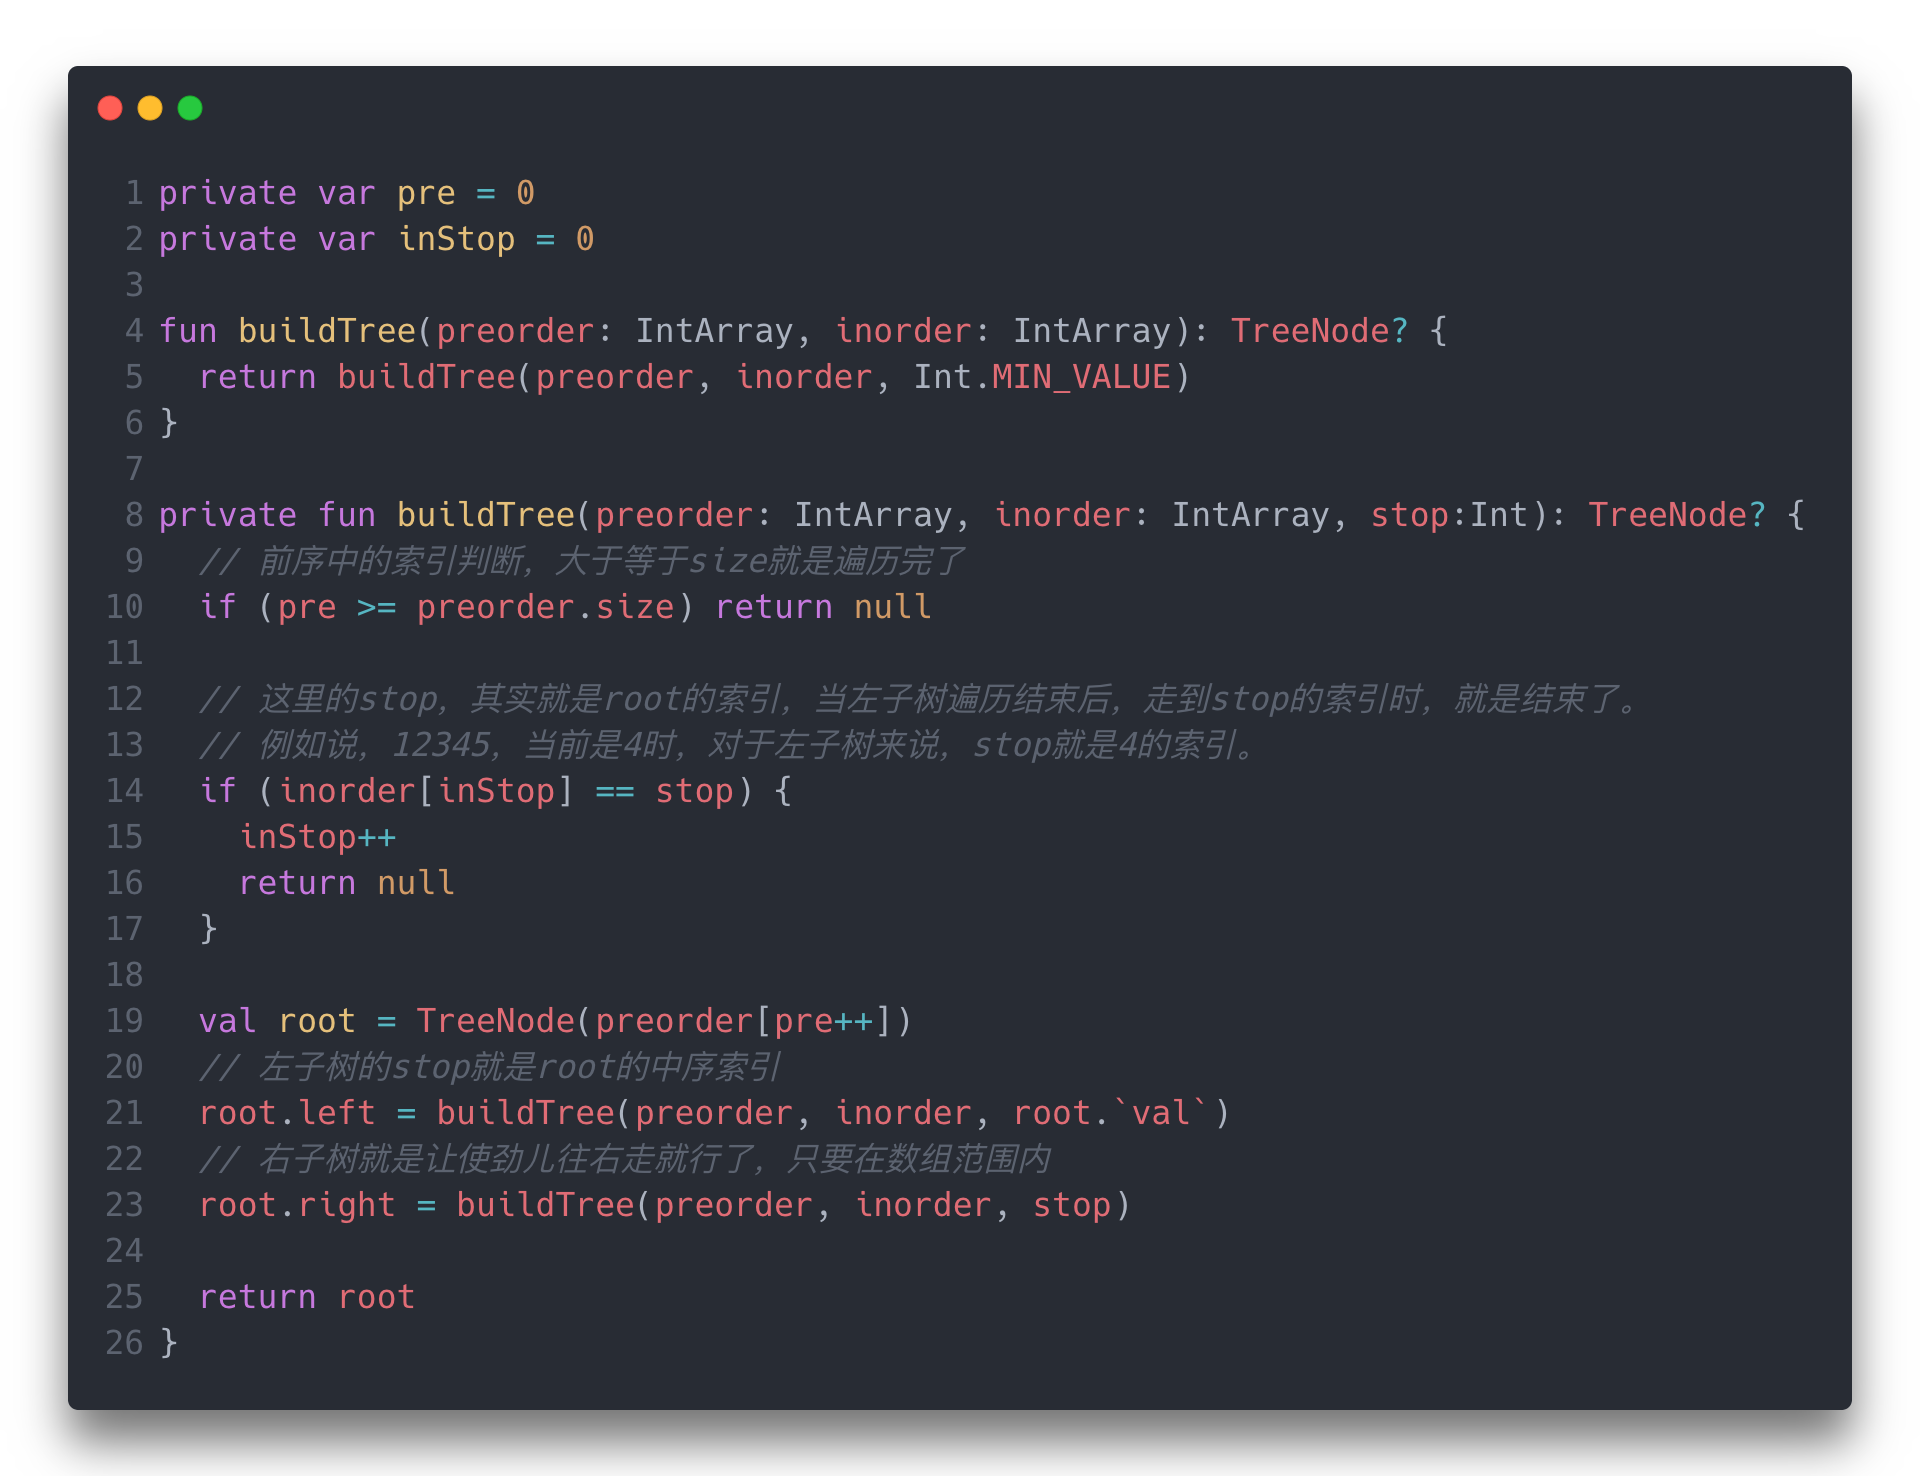 1 private var pre = 0
2 private var inStop = 0
3
4 fun buildTree(preorder: IntArray, inorder: IntArray): TreeNode? {
5   return buildTree(preorder, inorder, Int.MIN_VALUE)
6 }
7
8 private fun buildTree(preorder: IntArray, inorder: IntArray, stop:Int): TreeNode? {
9   // 前序中的索引判断，大于等于size就是遍历完了
10   if (pre >= preorder.size) return null
11
12   // 这里的stop，其实就是root的索引，当左子树遍历结束后，走到stop的索引时，就是结束了。
13   // 例如说，12345，当前是4时，对于左子树来说，stop就是4的索引。
14   if (inorder[inStop] == stop) {
15     inStop++
16     return null
17   }
18
19   val root = TreeNode(preorder[pre++])
20   // 左子树的stop就是root的中序索引
21   root.left = buildTree(preorder, inorder, root.`val`)
22   // 右子树就是让使劲儿往右走就行了，只要在数组范围内
23   root.right = buildTree(preorder, inorder, stop)
24
25   return root
26 }